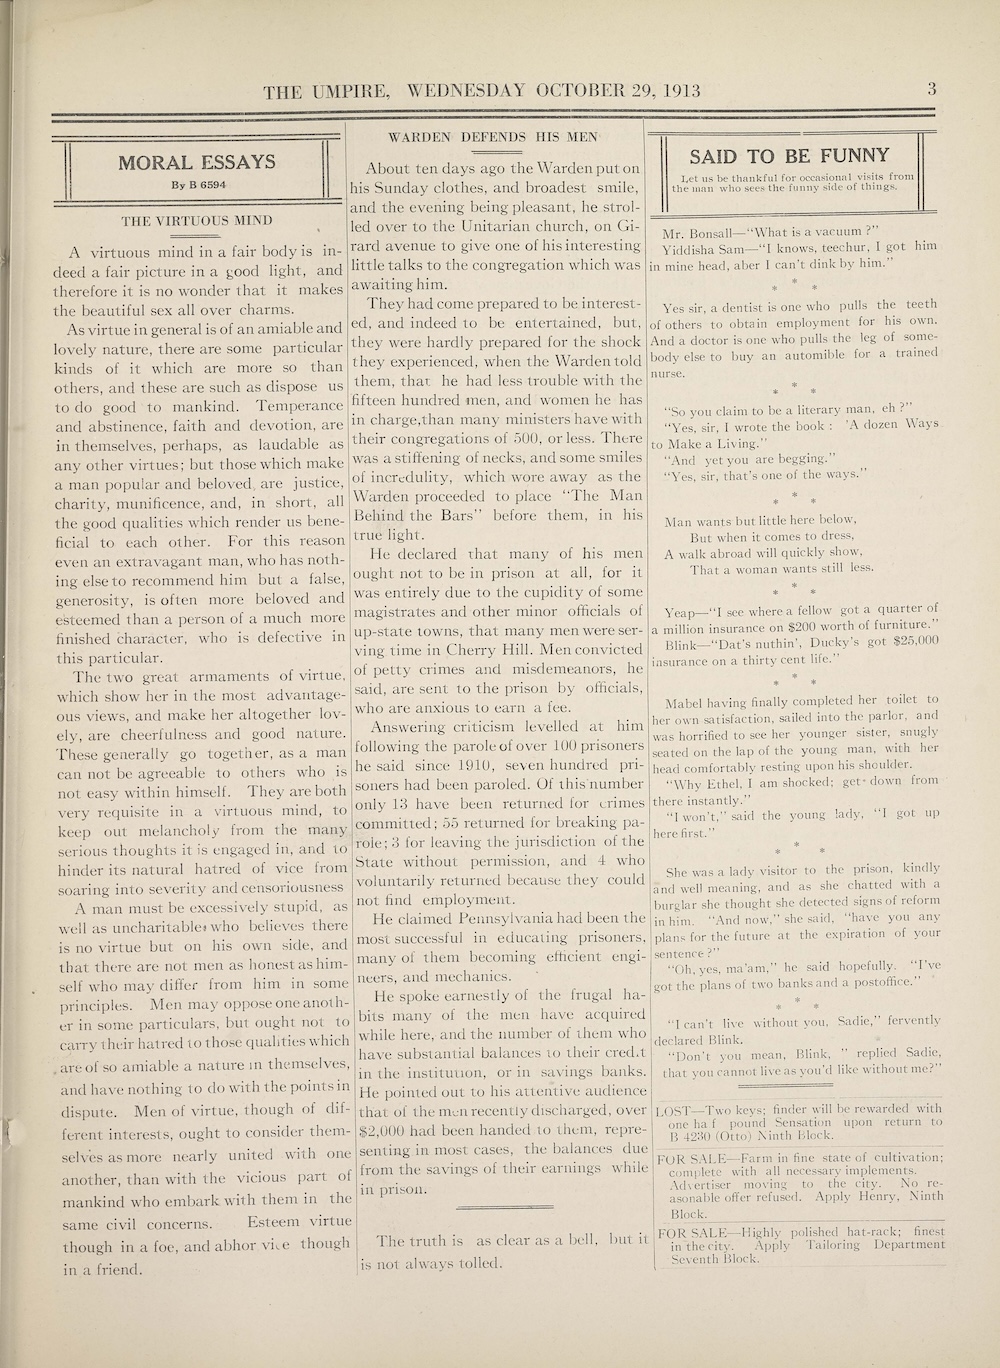 THE UMPIRE, WEDNESDAY OCTOBER 29, 1913
3
MORAL ESSAYS
By B 6594
THE VIRTUOUS MIND
A virtuous mind in a fair body is in-
deed a fair picture in a good light, and
therefore it is no wonder that it makes
the beautiful sex all over charms.
As virtue in general is of an amiable and
lovely nature, there are some particular
kinds of it which are more so than
others, and these are such as dispose us
to do good to mankind. Temperance
and abstinence, faith and devotion, are
in themselves, perhaps, as laudable as
any other virtues; but those which make
a man popular and beloved, are justice,
charity, munificence, and, in short, all
the good qualities which render us bene-
ficial to each other. For this reason
even an extravagant man, who has noth-
ing else to recommend him but a false,
generosity, is often more beloved and
esteemed than a person of a much more
finished character, who is defective in
this particular.
The two great armaments of virtue,
which show her in the most advantage-
ous views, and make her altogether lov-
ely, are cheerfulness and good nature.
These generally go together, as a man
can not be agreeable to others who is
not easy within himself. They are both
very requisite in a virtuous mind, to
keep out melancholy from the many
serious thoughts it is engaged in, and to
hinder its natural hatred of vice from
soaring into severity and censoriousness
A man must be excessively stupid, as
well as uncharitable, who believes there
is no virtue but on his own side, and
that there are not men as honest as him-
self who may differ from him in some
principles. Men may oppose one anoth-
er in some particulars, but ought not to
carry their hatred to those qualities which
are of so amiable a nature in themselves,
and have nothing to do with the points in
dispute. Men of virtue, though of dif-
ferent interests, ought to consider them-
selves as more nearly united with one
another, than with the vicious part of
mankind who embark with them in the
same civil concerns. Esteem virtue
though in a foe, and abhor vice though
in a friend.
WARDEN DEFENDS HIS MEN
About ten days ago the Warden put on
his Sunday clothes, and broadest smile,
and the evening being pleasant, he strol-
led over to the Unitarian church, on Gi-
rard avenue to give one of his interesting
little talks to the congregation which was
awaiting him.
They had come prepared to be interest-
ed, and indeed to be entertained, but,
they were hardly prepared for the shock
they experienced, when the Warden told
them, that he had less trouble with the
fifteen hundred men, and women he has
in charge,than many ministers have with
their congregations of 500, or less. There
was a stiffening of necks, and some smiles
of incredulity, which wore away as the
Warden proceeded to place "The Man
Behind the Bars" before them, in his
true light.
He declared that many of his men
ought not to be in prison at all, for it
was entirely due to the cupidity of some
magistrates and other minor officials of
up-state towns, that many men were ser-
ving time in Cherry Hill. Men convicted
of petty crimes and misdemeanors, he
said, are sent to the prison by officials,
who are anxious to earn a fee.
Answering criticism levelled at him
following the parole of over 100 prisoners
he said since 1910, seven hundred pri-
soners had been paroled. Of this number
only 13 have been returned for crimes
committed; 55 returned for breaking pa-
role; 3 for leaving the jurisdiction of the
State without permission, and 4 who
voluntarily returned because they could
not find employment.
He claimed Pennsylvania had been the
most successful in educating prisoners,
many of them becoming efficient engi-
neers, and mechanics.
He spoke earnestly of the frugal ha-
bits many of the men have acquired
while here, and the number of them who
have substantial balances to their credit
in the institution, or in savings banks.
He pointed out to his attentive audience
that of the men recently discharged, over
$2,000 had been handed to them, repre-
senting in most cases, the balances due
from the savings of their earnings while
in prison.
The truth is as clear as a bell, but it
is not always tolled.
SAID TO BE FUNNY
Let us be thankful for occasional visits from
the man who sees the funny side of things.
Mr. Bonsall—"What is a vacuum ?"
Yiddisha Sam—"I knows, teechur, I got him
in mine head, aber I can't dink by him."
* * *
Yes sir, a dentist is one who pulls the teeth
of others to obtain employment for his own.
And a doctor is one who pulls the leg of some-
body else to buy an automible for a trained
nurse.
* * *
"So you claim to be a literary man, eh ?"
"Yes, sir, I wrote the book : 'A dozen Ways
to Make a Living."
"And yet you are begging."
"Yes, sir, that's one of the ways."
* * *
Man wants but little here below,
But when it comes to dress,
A walk abroad will quickly show,
That a woman wants still less.
* * *
Yeap—"I see where a fellow got a quarter of
a million insurance on $200 worth of furniture."
Blink—"Dat's nuthin', Ducky's got $25,000
insurance on a thirty cent life."
* * *
Mabel having finally completed her toilet to
her own satisfaction, sailed into the parlor, and
was horrified to see her younger sister, snugly
seated on the lap of the young man, with her
head comfortably resting upon his shoulder.
"Why Ethel, I am shocked; get down from
there instantly."
"I won't," said the young lady, "I got up
here first."
* * *
She was a lady visitor to the prison, kindly
and well meaning, and as she chatted with a
burglar she thought she detected signs of reform
in him. "And now," she said, "have you any
plans for the future at the expiration of your
sentence ?"
"Oh, yes, ma'am," he said hopefully. "I've
got the plans of two banks and a postoffice."
* * *
"I can't live without you, Sadie," fervently
declared Blink.
"Don't you mean, Blink, " replied Sadie,
that you cannot live as you'd like without me?"
LOST—Two keys; finder will be rewarded with
one ha f pound Sensation upon return to
B 4230 (Otto) Ninth Block.
FOR SALE—Farm in fine state of cultivation;
complete with all necessary implements.
Advertiser moving to the city. No re-
asonable offer refused. Apply Henry, Ninth
Block.
FOR SALE—Highly polished hat-rack; finest
in the city. Apply Tailoring Department
Seventh Block.